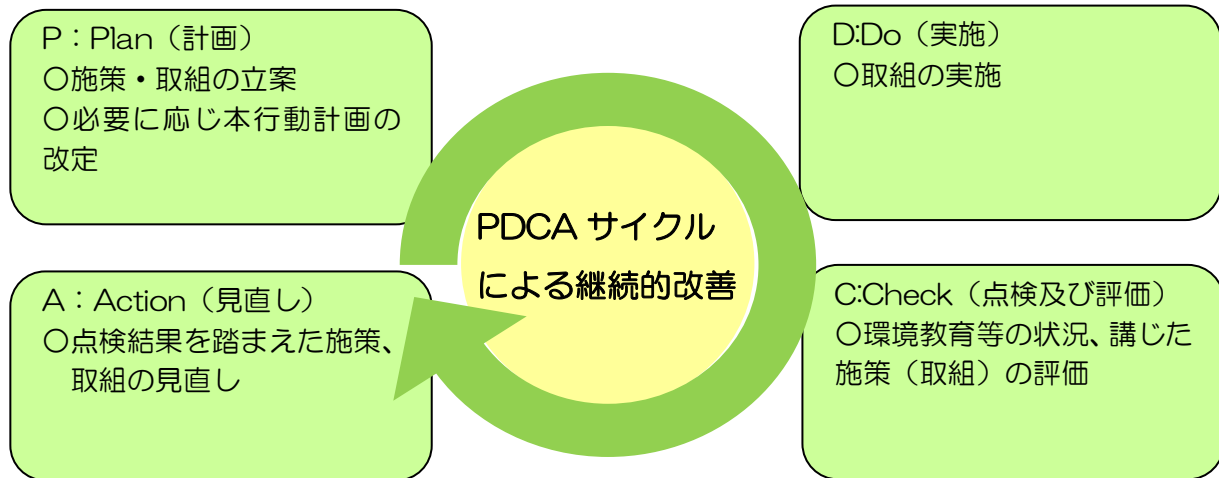 P：Plan（計画）
〇施策・取組の立案
〇必要に応じ本行動計画の
改定
D:Do（実施）
〇取組の実施
PDCA サイクル
による継続的改善
A：Action（見直し）
〇点検結果を踏まえた施策、
取組の見直し
C:Check（点検及び評価）
〇環境教育等の状況、講じた
施策（取組）の評価